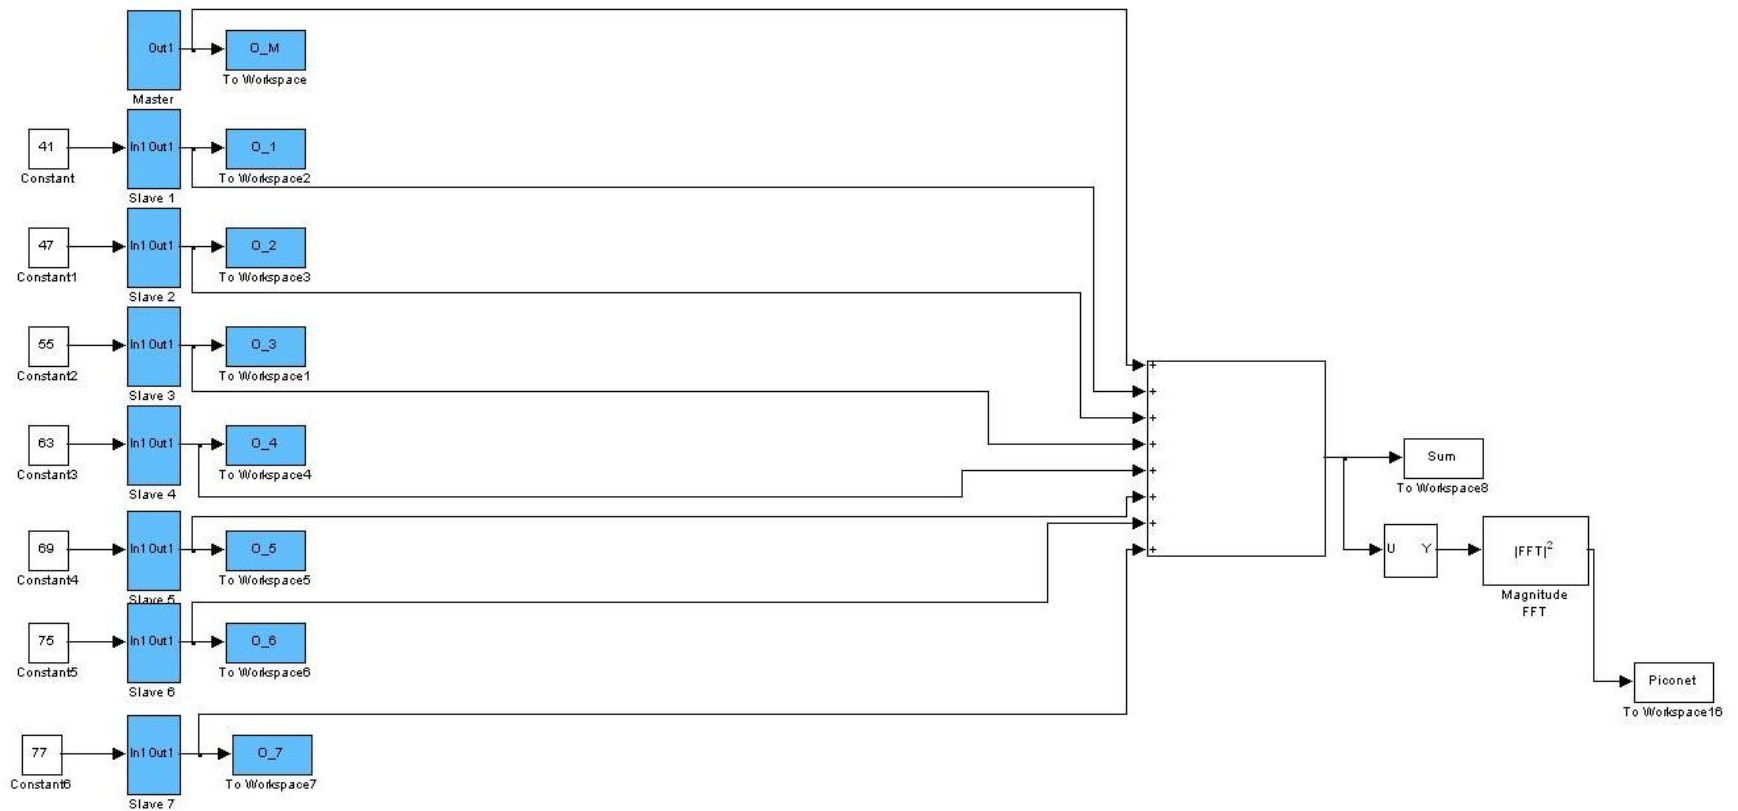 Out1
O_M
To Workspace
Master
41
Constant
In1 Out1
O_1
To Workspace2
Slave 1
47
Constant1
In1 Out1
O_2
To Workspace3
Slave 2
55
Constant2
In1 Out1
O_3
To Workspace1
Slave 3
63
Constant3
In1 Out1
O_4
To Workspace4
Slave 4
69
Constant4
In1 Out1
O_5
To Workspace5
Slave 5
75
Constant5
In1 Out1
O_6
To Workspace6
Slave 6
77
Constant6
In1 Out1
O_7
To Workspace7
Slave 7
+
+
+
+
+
+
+
+
Sum
To Workspace8
U Y
|FFT|²
Magnitude
FFT
Piconet
To Workspace16